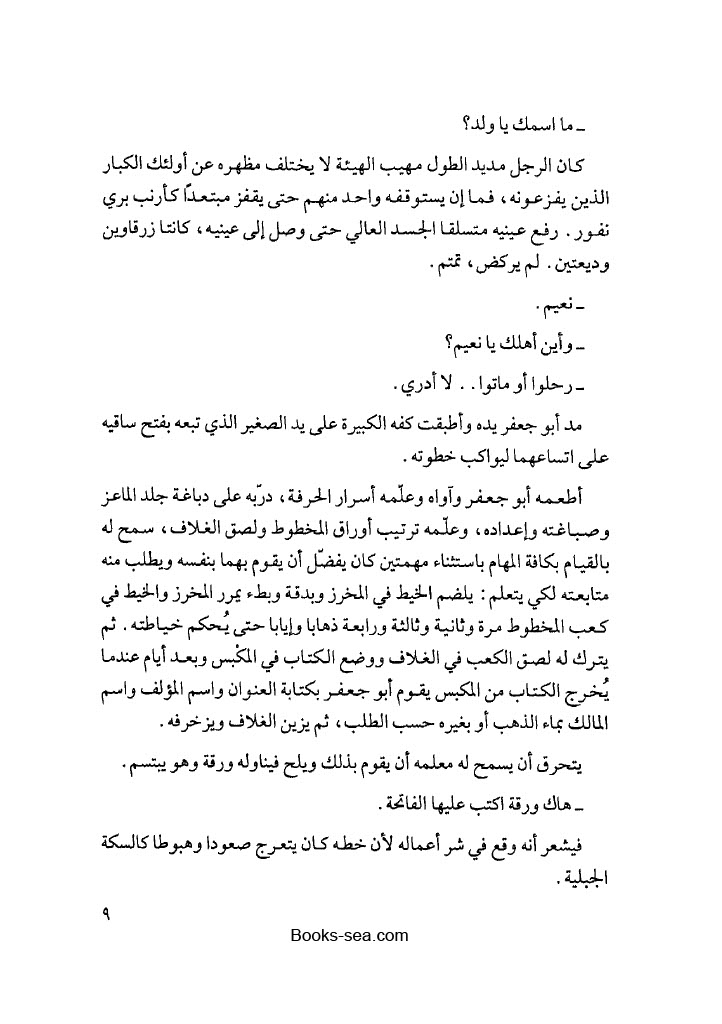 ـ ما اسمك يا ولد؟
كان الرجل مديد الطول مهيب الهيئة لا يختلف مظهره عن أولئك الكبار
الذين يفزعونه، فما إن يستوقفه واحد منهم حتى يقفز مبتعدًا كأرنب بري
نفور. رفع عينيه متسلقا الجسد العالي حتى وصل إلى عينيه، كانتا زرقاوين
وديعتين. لم يركض، تمتم.
ـ نعيم.
ـ وأين أهلك يا نعيم؟
ـ رحلوا أو ماتوا.. لا أدري.
مد أبو جعفر يده وأطبقت كفه الكبيرة على يد الصغير الذي تبعه بفتح ساقيه
على اتساعهما ليواكب خطوته.
أطعمه أبو جعفر وآواه وعلّمه أسرار الحرفة، درّبه على دباغة جلد الماعز
وصباغته وإعداده، وعلّمه ترتيب أوراق المخطوط ولصق الغلاف، سمح له
بالقيام بكافة المهام باستثناء مهمتين كان يفضّل أن يقوم بهما بنفسه ويطلب منه
متابعته لكي يتعلم: يلضم الخيط في المخرز وبدقة وبطء يمرر المخرز والخيط في
كعب المخطوط مرة وثانية وثالثة ورابعة ذهابا وإيابا حتى يُحكم خياطته. ثم
يترك له لصق الكعب في الغلاف ووضع الكتاب في المكْبس وبعد أيام عندما
يُخرج الكتاب من المكبس يقوم أبو جعفر بكتابة العنوان واسم المؤلف واسم
المالك بماء الذهب أو بغيره حسب الطلب، ثم يزين الغلاف ويزخرفه.
يتحرق أن يسمح له معلمه أن يقوم بذلك ويلح فيناوله ورقة وهو يبتسم.
ـ هاك ورقة اكتب عليها الفاتحة.
فيشعر أنه وقع في شر أعماله لأن خطه كان يتعرج صعودا وهبوطا كالسكة
الجبلية.
٩
Books-sea.com